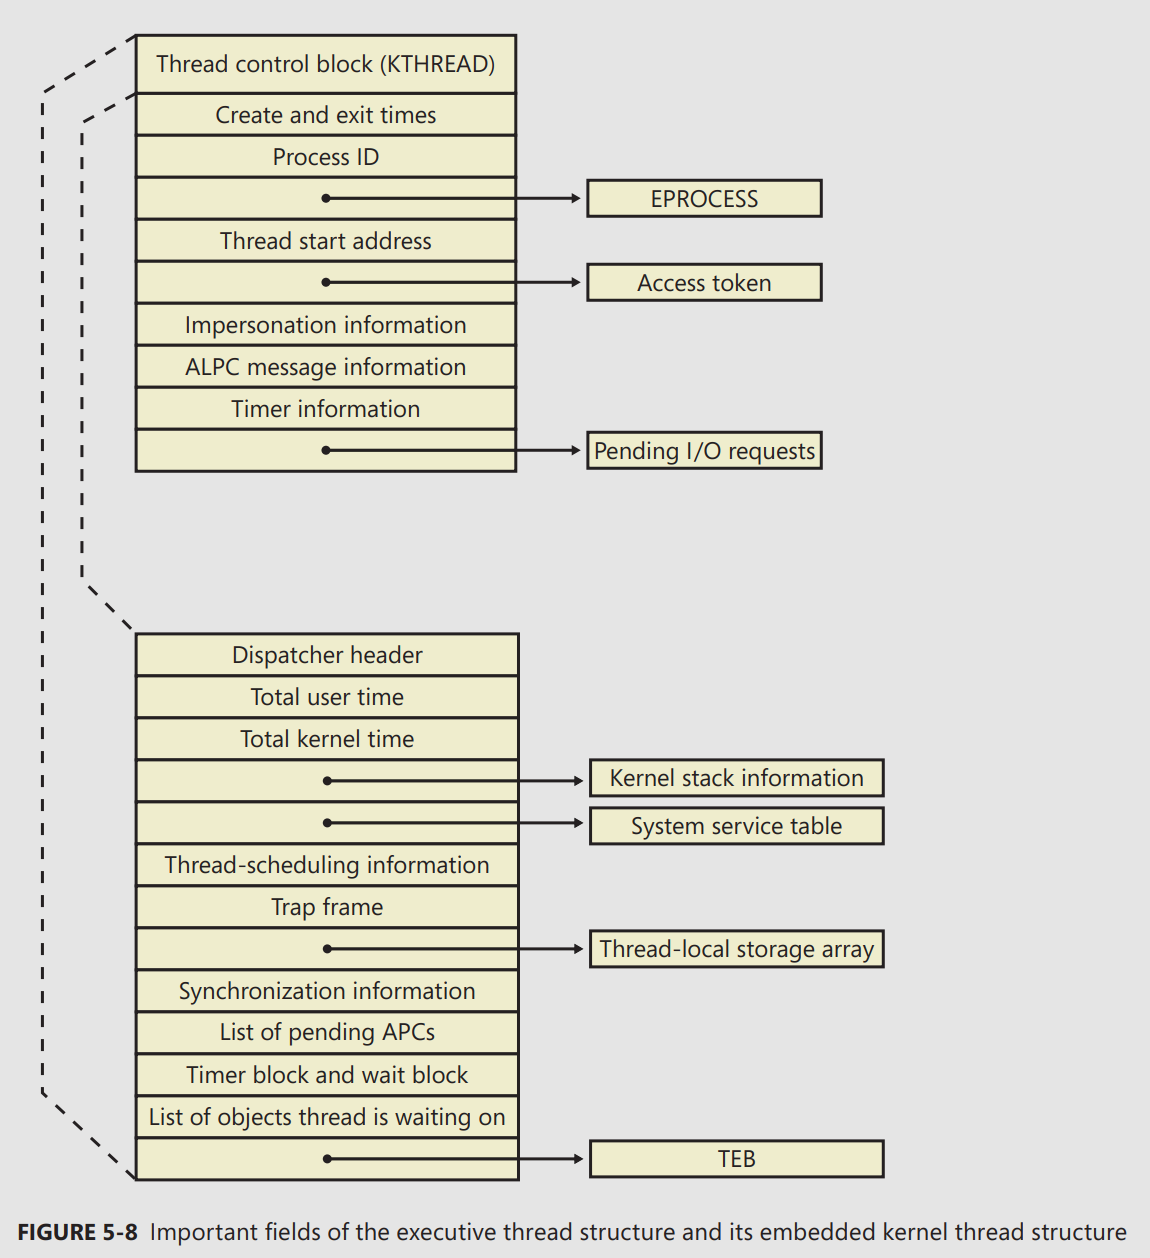 Thread control block (KTHREAD)
Create and exit times
Process ID
EPROCESS
Thread start address
Access token
Impersonation information
ALPC message information
Timer information
Pending I/O requests
Dispatcher header
Total user time
Total kernel time
Kernel stack information
System service table
Thread-scheduling information
Trap frame
Thread-local storage array
Synchronization information
List of pending APCs
Timer block and wait block
List of objects thread is waiting on
TEB
FIGURE 5-8 Important fields of the executive thread structure and its embedded kernel thread structure